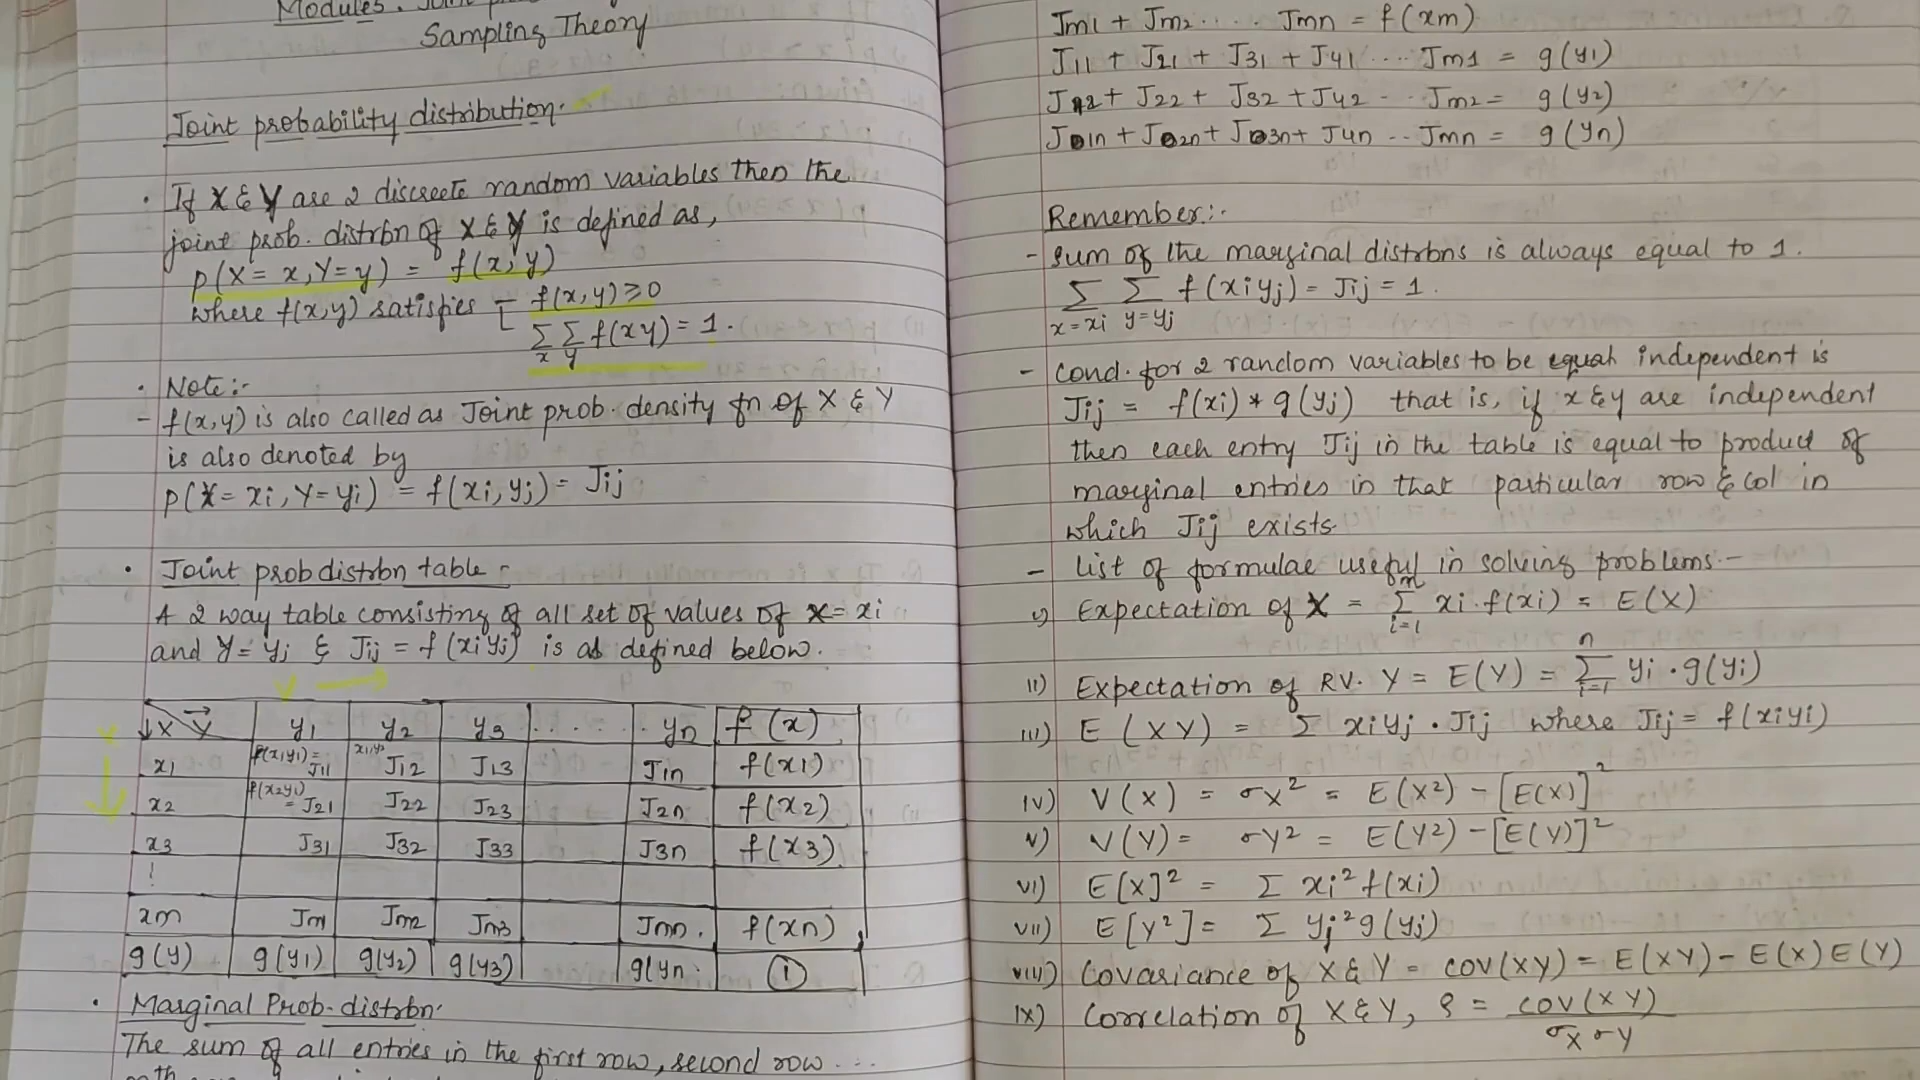 Modules. Joint
Sampling Theory
Joint probability distribution.
. If X & Y are 2 discreete random variables then the
joint prob. distrbn of X & Y is defined as,
p(X = x, Y = y) = f(x, y)
where f(x,y) satisfies [ f(x,y) ≥ 0
Σ Σ f(xy) = 1.
x y
. Note:-
- f(x,y) is also called as Joint prob. density fn of X & Y
is also denoted by
p(X = xi, Y = yi) = f(xi, yj) = Jij
. Joint prob distrbn table -
A 2 way table consisting of all set of values of x = xi
and Y = yj & Jij = f(xi yj) is as defined below.
Y →
X ↓
↓X Y→ y1 y2 y3 . . . . . yn f(x)
x1 f(x1y1) = J11 x1y2 J12 J13 J1n f(x1)
x2 f(x2y1) = J21 J22 J23 J2n f(x2)
x3 J31 J32 J33 J3n f(x3)
⋮
xm Jm1 Jm2 Jm3 Jmn. f(xn)
g(y) g(y1) g(y2) g(y3) g(yn 1
. Marginal Prob. distrbn.
The sum of all entries in the first row, second row ...
Jm1 + Jm2 .... Jmn = f(xm)
J11 + J21 + J31 + J41 .... Jm1 = g(y1)
J12 + J22 + J32 + J42 .. Jm2 = g(y2)
J1n + J2n + J3n + J4n .. Jmn = g(yn)
Remember:-
- sum of the marginal distrbns is always equal to 1.
Σ Σ f(xi yj) = Jij = 1.
x=xi y=yj
- cond. for 2 random variables to be equal independent is
Jij = f(xi) * g(yj) that is, if x & y are independent
then each entry Jij in the table is equal to product of
marginal entries in that particular row & col in
which Jij exists.
- list of formulae useful in solving problems:-
i) Expectation of X = m Σ i=1 xi . f(xi) = E(X)
ii) Expectation of RV. Y = E(Y) = n Σ i=1 yi . g(yi)
iii) E(XY) = Σ xi yj . Jij where Jij = f(xi yi)
iv) V(X) = σX² = E(X²) - [E(X)]²
v) V(Y) = σY² = E(Y²) - [E(Y)]²
vi) E[X]² = Σ xi² f(xi)
vii) E[Y²] = Σ yj² g(yj)
viii) Covariance of X & Y = COV(XY) = E(XY) - E(X) E(Y)
ix) Correlation of X & Y, ρ = COV(XY)
σX σY